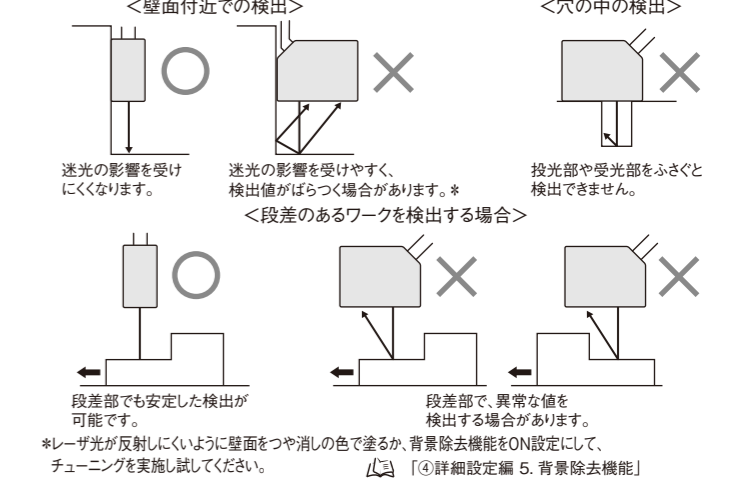 ＜壁面付近での検出＞
＜穴の中の検出＞
迷光の影響を受け
にくくなります。
迷光の影響を受けやすく、
検出値がばらつく場合があります。＊
投光部や受光部をふさぐと
検出できません。
＜段差のあるワークを検出する場合＞
段差部でも安定した検出が
可能です。
段差部で、異常な値を
検出する場合があります。
＊レーザ光が反射しにくいように壁面をつや消しの色で塗るか、背景除去機能をON設定にして、
チューニングを実施し試してください。
「④詳細設定編 5. 背景除去機能」